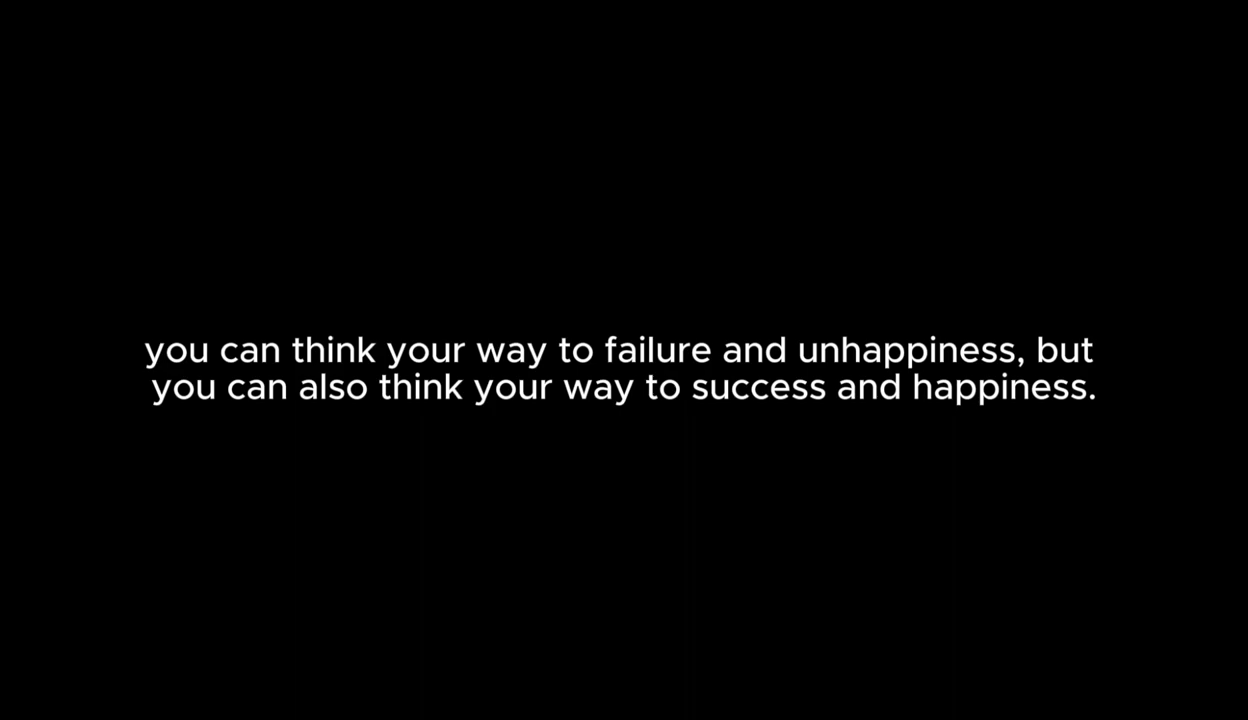 you can think your way to failure and unhappiness, but
you can also think your way to success and happiness.